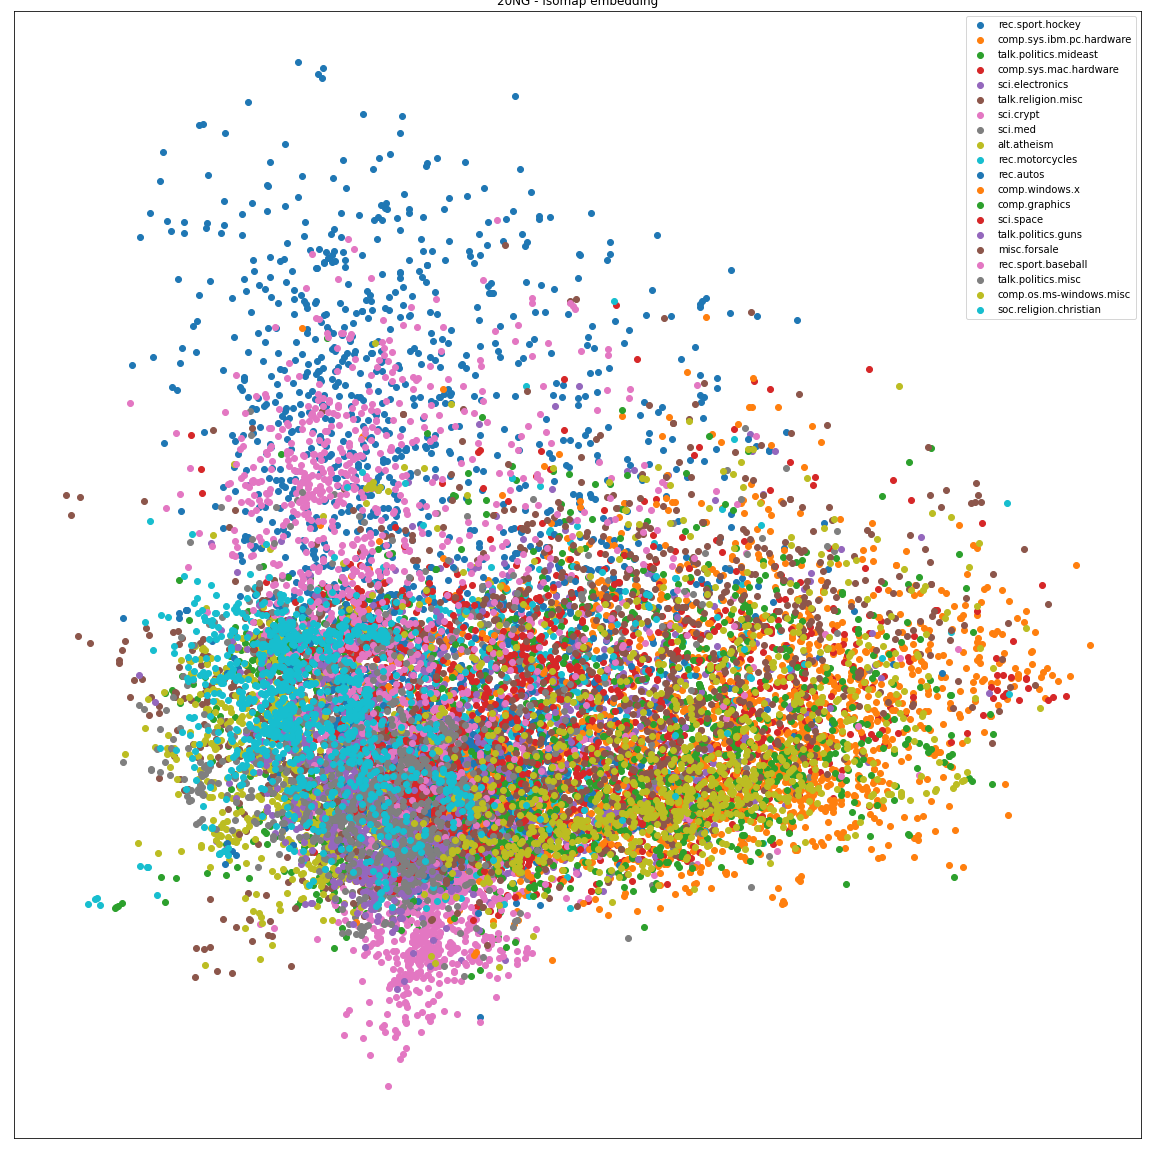 20NG - Isomap embedding
rec.sport.hockey
comp.sys.ibm.pc.hardware
talk.politics.mideast
comp.sys.mac.hardware
sci.electronics
talk.religion.misc
sci.crypt
sci.med
alt.atheism
rec.motorcycles
rec.autos
comp.windows.x
comp.graphics
sci.space
talk.politics.guns
misc.forsale
rec.sport.baseball
talk.politics.misc
comp.os.ms-windows.misc
soc.religion.christian